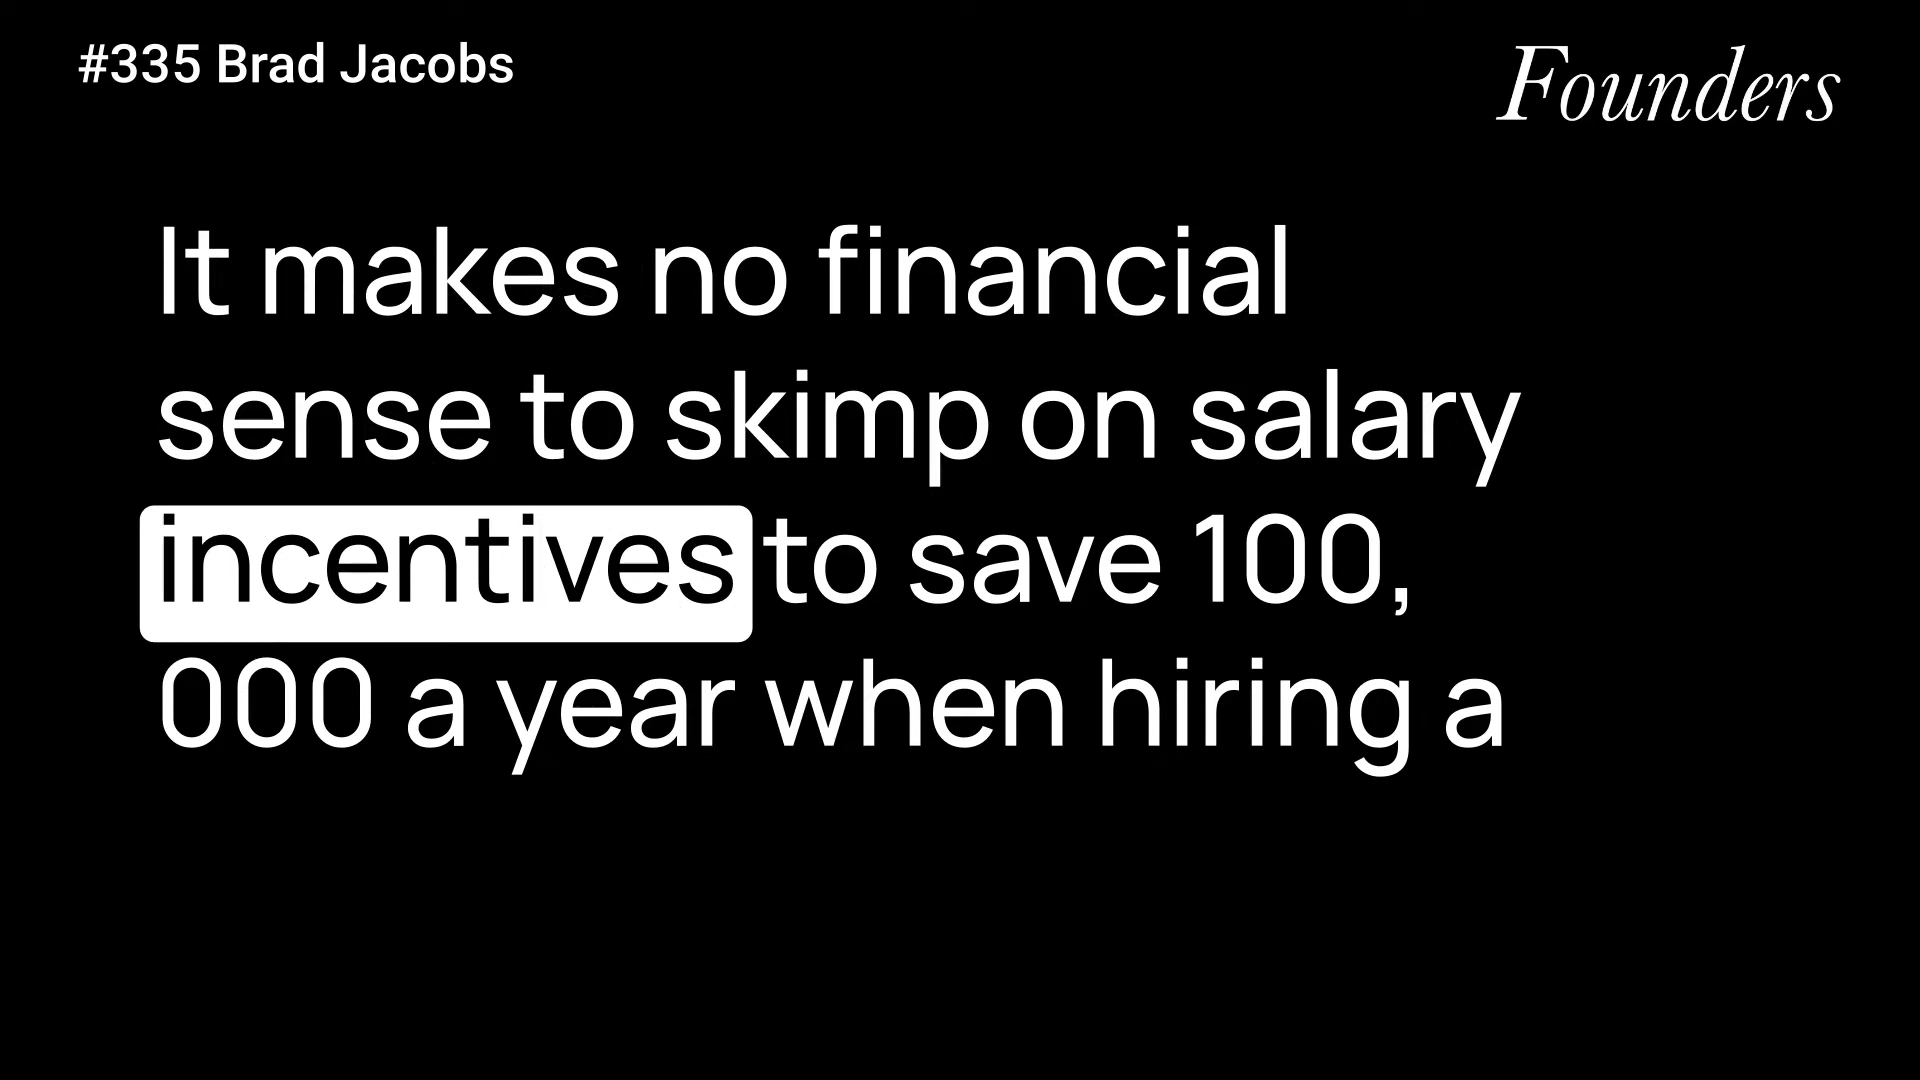 #335 Brad Jacobs
Founders
It makes no financial
sense to skimp on salary
incentives to save 100,
000 a year when hiring a